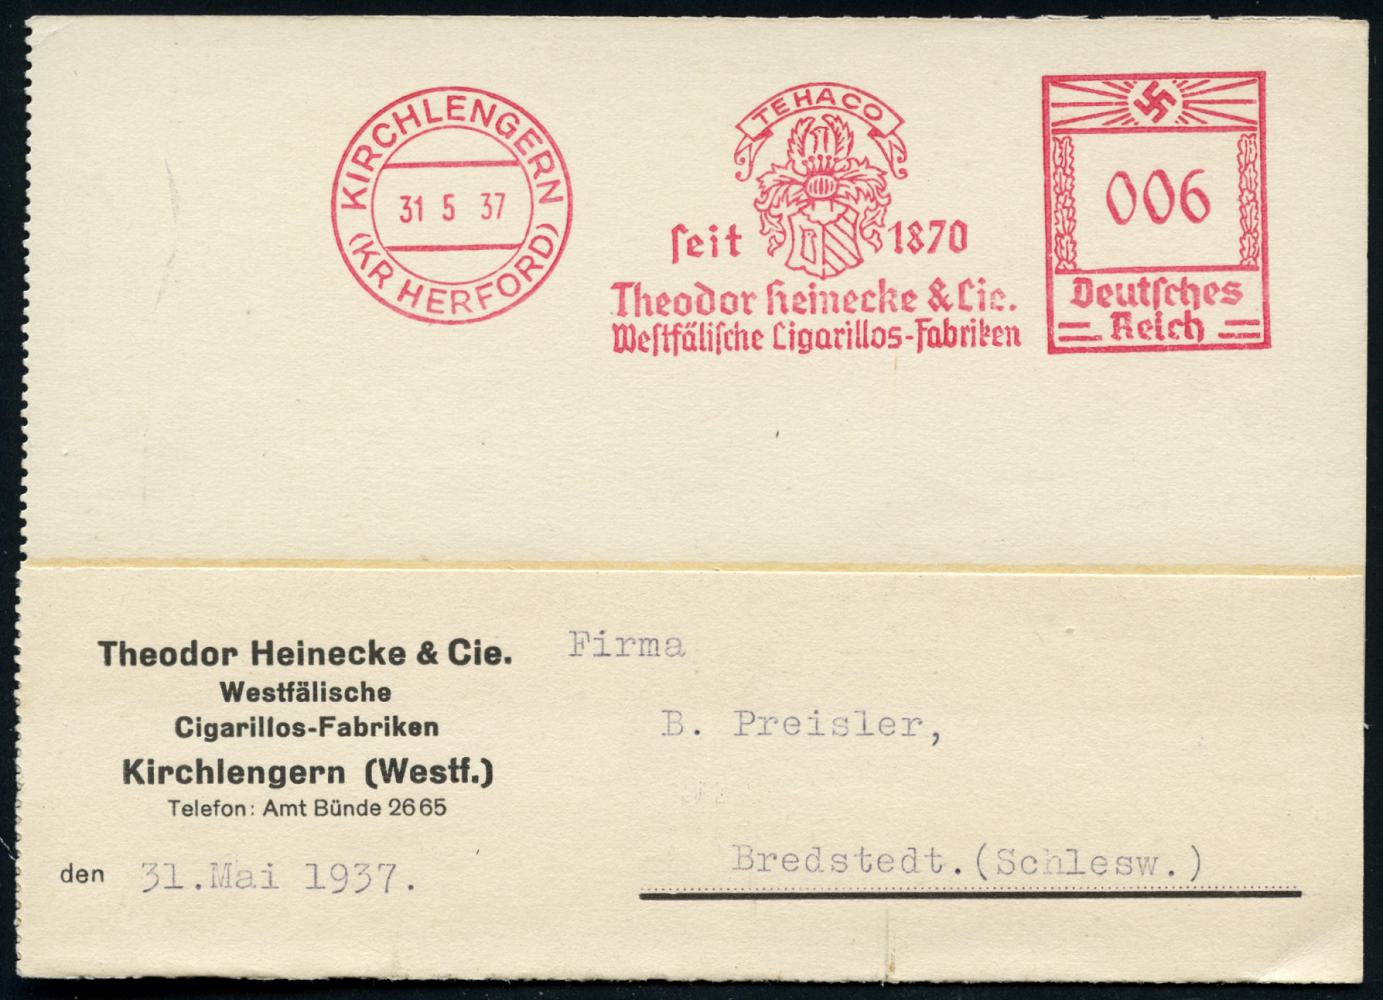 KIRCHLENGERN
31 5 37
(KR HERFORD)
TEHACO
seit 1870
Theodor Heinecke & Cie.
Westfälische Cigarillos-Fabriken
006
Deutsches
Reich
Theodor Heinecke & Cie.
Westfälische
Cigarillos-Fabriken
Kirchlengern (Westf.)
Telefon: Amt Bünde 2665
den 31.Mai 1937.
Firma
B. Preisler,
Bredstedt.(Schlesw.)